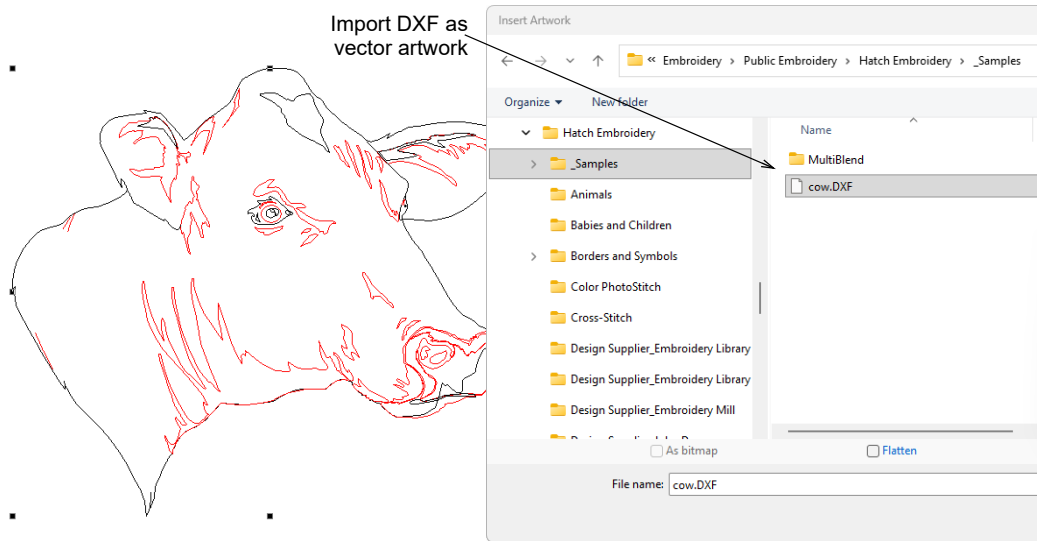 Import DXF as
vector artwork
Insert Artwork
« Embroidery › Public Embroidery › Hatch Embroidery › _Samples
Organize New folder
Hatch Embroidery
_Samples
Animals
Babies and Children
Borders and Symbols
Color PhotoStitch
Cross-Stitch
Design Supplier_Embroidery Library
Design Supplier_Embroidery Library
Design Supplier_Embroidery Mill
Name
MultiBlend
cow.DXF
As bitmap Flatten
File name: cow.DXF